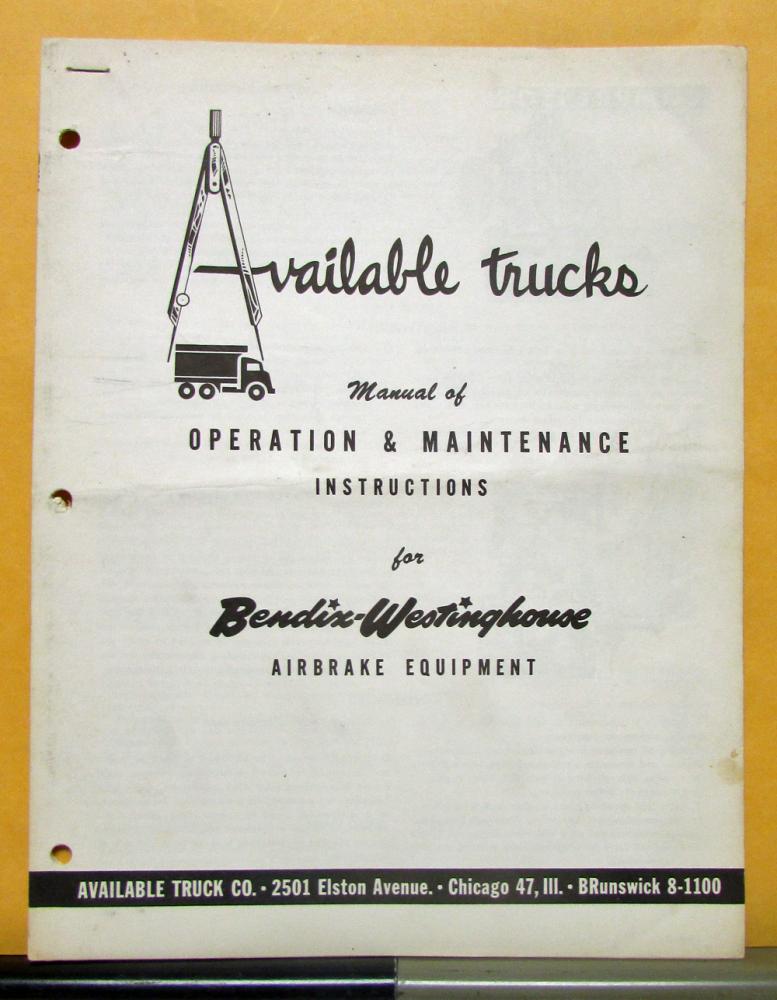 Available trucks
Manual of
OPERATION & MAINTENANCE
INSTRUCTIONS
for
Bendix-Westinghouse
AIRBRAKE EQUIPMENT
AVAILABLE TRUCK CO. • 2501 Elston Avenue. • Chicago 47, Ill. • BRunswick 8-1100